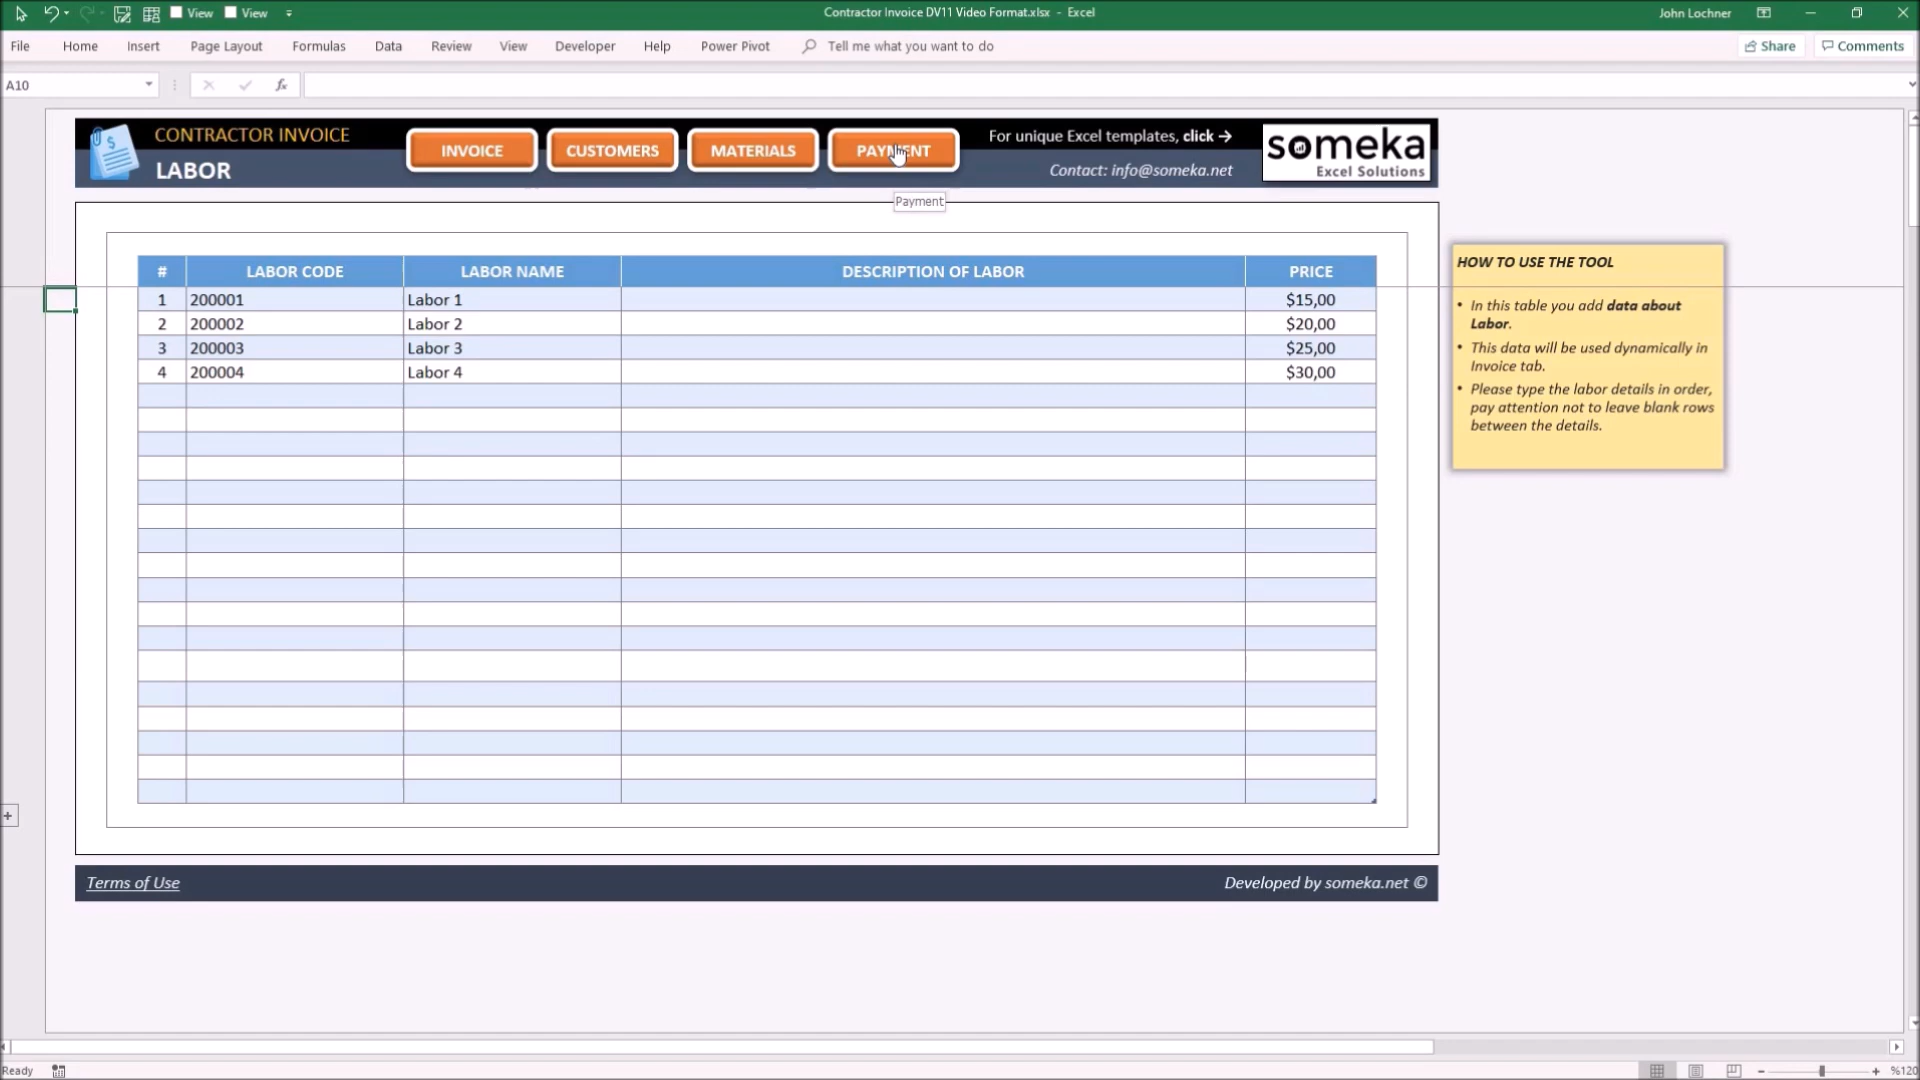 View
View
Contractor Invoice DV11 Video Format.xlsx - Excel
John Lochner
File Home Insert Page Layout Formulas Data Review View Developer Help Power Pivot Tell me what you want to do Share Comments
A10
CONTRACTOR INVOICE
LABOR
INVOICE CUSTOMERS MATERIALS PAYMENT
For unique Excel templates, click →
Contact: info@someka.net
someka
Excel Solutions
Payment
# LABOR CODE LABOR NAME DESCRIPTION OF LABOR PRICE
1 200001 Labor 1 $15,00
2 200002 Labor 2 $20,00
3 200003 Labor 3 $25,00
4 200004 Labor 4 $30,00
HOW TO USE THE TOOL
• In this table you add data about
Labor.
• This data will be used dynamically in
Invoice tab.
• Please type the labor details in order,
pay attention not to leave blank rows
between the details.
Terms of Use
Developed by someka.net ©
Ready
%120